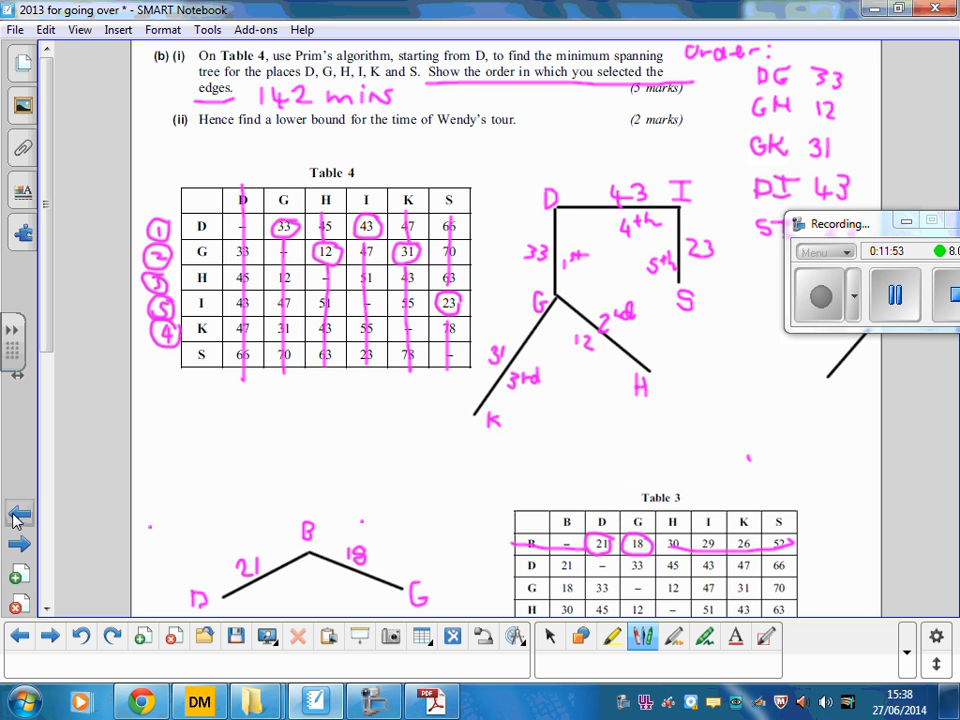 2013 for going over * - SMART Notebook
File Edit View Insert Format Tools Add-ons Help
(b) (i) On Table 4, use Prim's algorithm, starting from D, to find the minimum spanning
tree for the places D, G, H, I, K and S. Show the order in which you selected the
edges. 142 mins (5 marks)
(ii) Hence find a lower bound for the time of Wendy's tour. (2 marks)
Order:
DG 33
GH 12
GK 31
DI 43
Table 4
D G H I K S
1 D – 33 45 43 47 66
2 G 33 – 12 47 31 70
3 H 45 12 – 51 43 63
5 I 43 47 51 – 55 23
4 K 47 31 43 55 – 78
S 66 70 63 23 78 –
D 43 I
4th
33 1st 5th 23
G 2nd S
12
31 3rd H
K
Recording...
Menu 0:11:53 8.0
B
21 18
D G
Table 3
B D G H I K S
B – 21 18 30 29 26 52
D 21 – 33 45 43 47 66
G 18 33 – 12 47 31 70
H 30 45 12 – 51 43 63
A
DM
PDF
15:38
27/06/2014